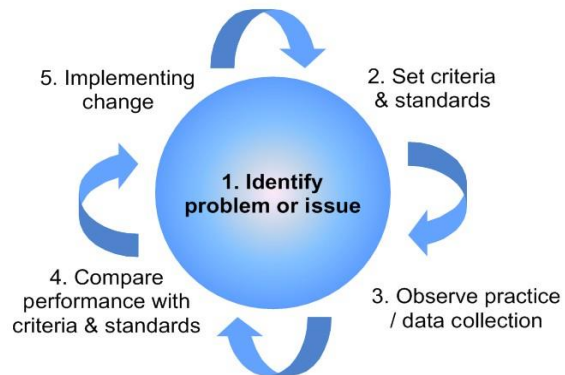 1. Identify
problem or issue
2. Set criteria
& standards
3. Observe practice
/ data collection
4. Compare
performance with
criteria & standards
5. Implementing
change